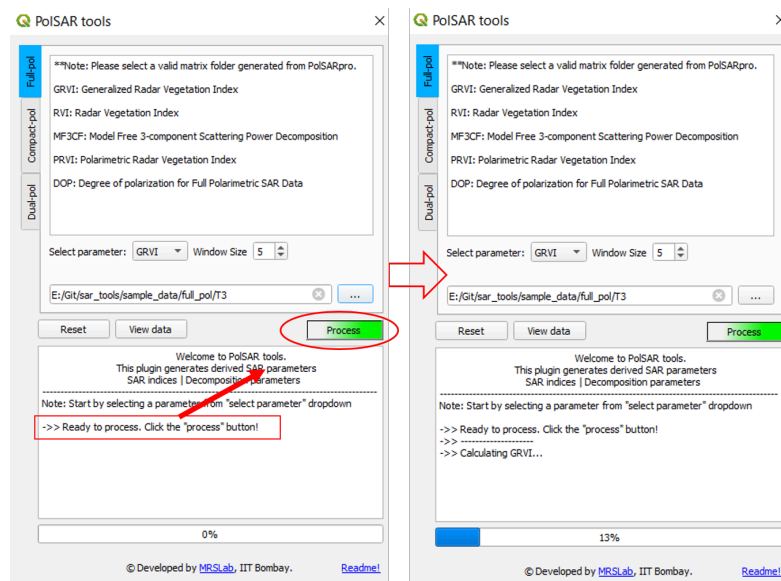 PolSAR tools
Full-pol
Compact-pol
Dual-pol
**Note: Please select a valid matrix folder generated from PolSARpro.
GRVI: Generalized Radar Vegetation Index
RVI: Radar Vegetation Index
MF3CF: Model Free 3-component Scattering Power Decomposition
PRVI: Polarimetric Radar Vegetation Index
DOP: Degree of polarization for Full Polarimetric SAR Data
Select parameter: GRVI Window Size 5
E:/Git/sar_tools/sample_data/full_pol/T3 ...
Reset View data Process
Welcome to PolSAR tools.
This plugin generates derived SAR parameters
SAR indices | Decomposition parameters
Note: Start by selecting a parameter from "select parameter" dropdown
->> Ready to process. Click the "process" button!
0%
© Developed by MRSLab, IIT Bombay. Readme!
PolSAR tools
Full-pol
Compact-pol
Dual-pol
**Note: Please select a valid matrix folder generated from PolSARpro.
GRVI: Generalized Radar Vegetation Index
RVI: Radar Vegetation Index
MF3CF: Model Free 3-component Scattering Power Decomposition
PRVI: Polarimetric Radar Vegetation Index
DOP: Degree of polarization for Full Polarimetric SAR Data
Select parameter: GRVI Window Size 5
E:/Git/sar_tools/sample_data/full_pol/T3 ...
Reset View data Process
Welcome to PolSAR tools.
This plugin generates derived SAR parameters
SAR indices | Decomposition parameters
Note: Start by selecting a parameter from "select parameter" dropdown
->> Ready to process. Click the "process" button!
->> --------------------
->> Calculating GRVI...
13%
© Developed by MRSLab, IIT Bombay. Readme!